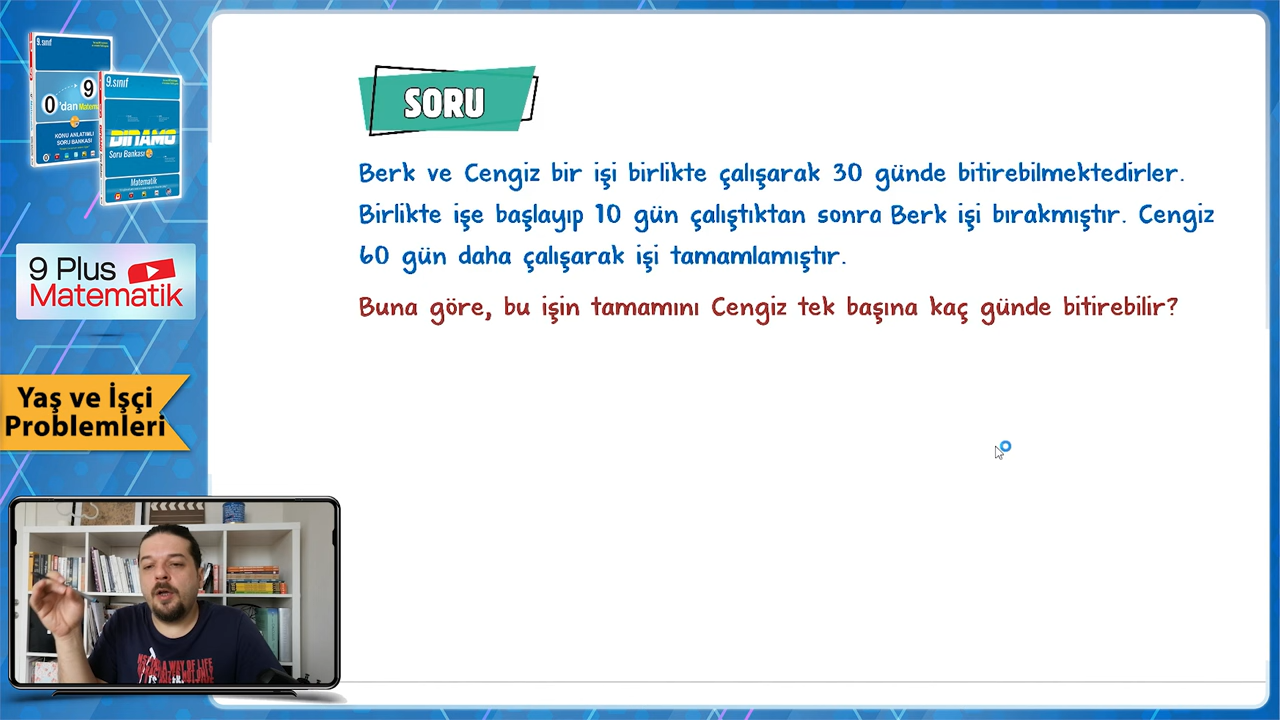 9.sınıf
0'dan 9
Matematik
KONU ANLATIMLI
SORU BANKASI
9.sınıf
DİNAMO
Soru Bankası
Matematik
9 Plus
Matematik
Yaş ve İşçi
Problemleri
SORU
Berk ve Cengiz bir işi birlikte çalışarak 30 günde bitirebilmektedirler.
Birlikte işe başlayıp 10 gün çalıştıktan sonra Berk işi bırakmıştır. Cengiz
60 gün daha çalışarak işi tamamlamıştır.
Buna göre, bu işin tamamını Cengiz tek başına kaç günde bitirebilir?